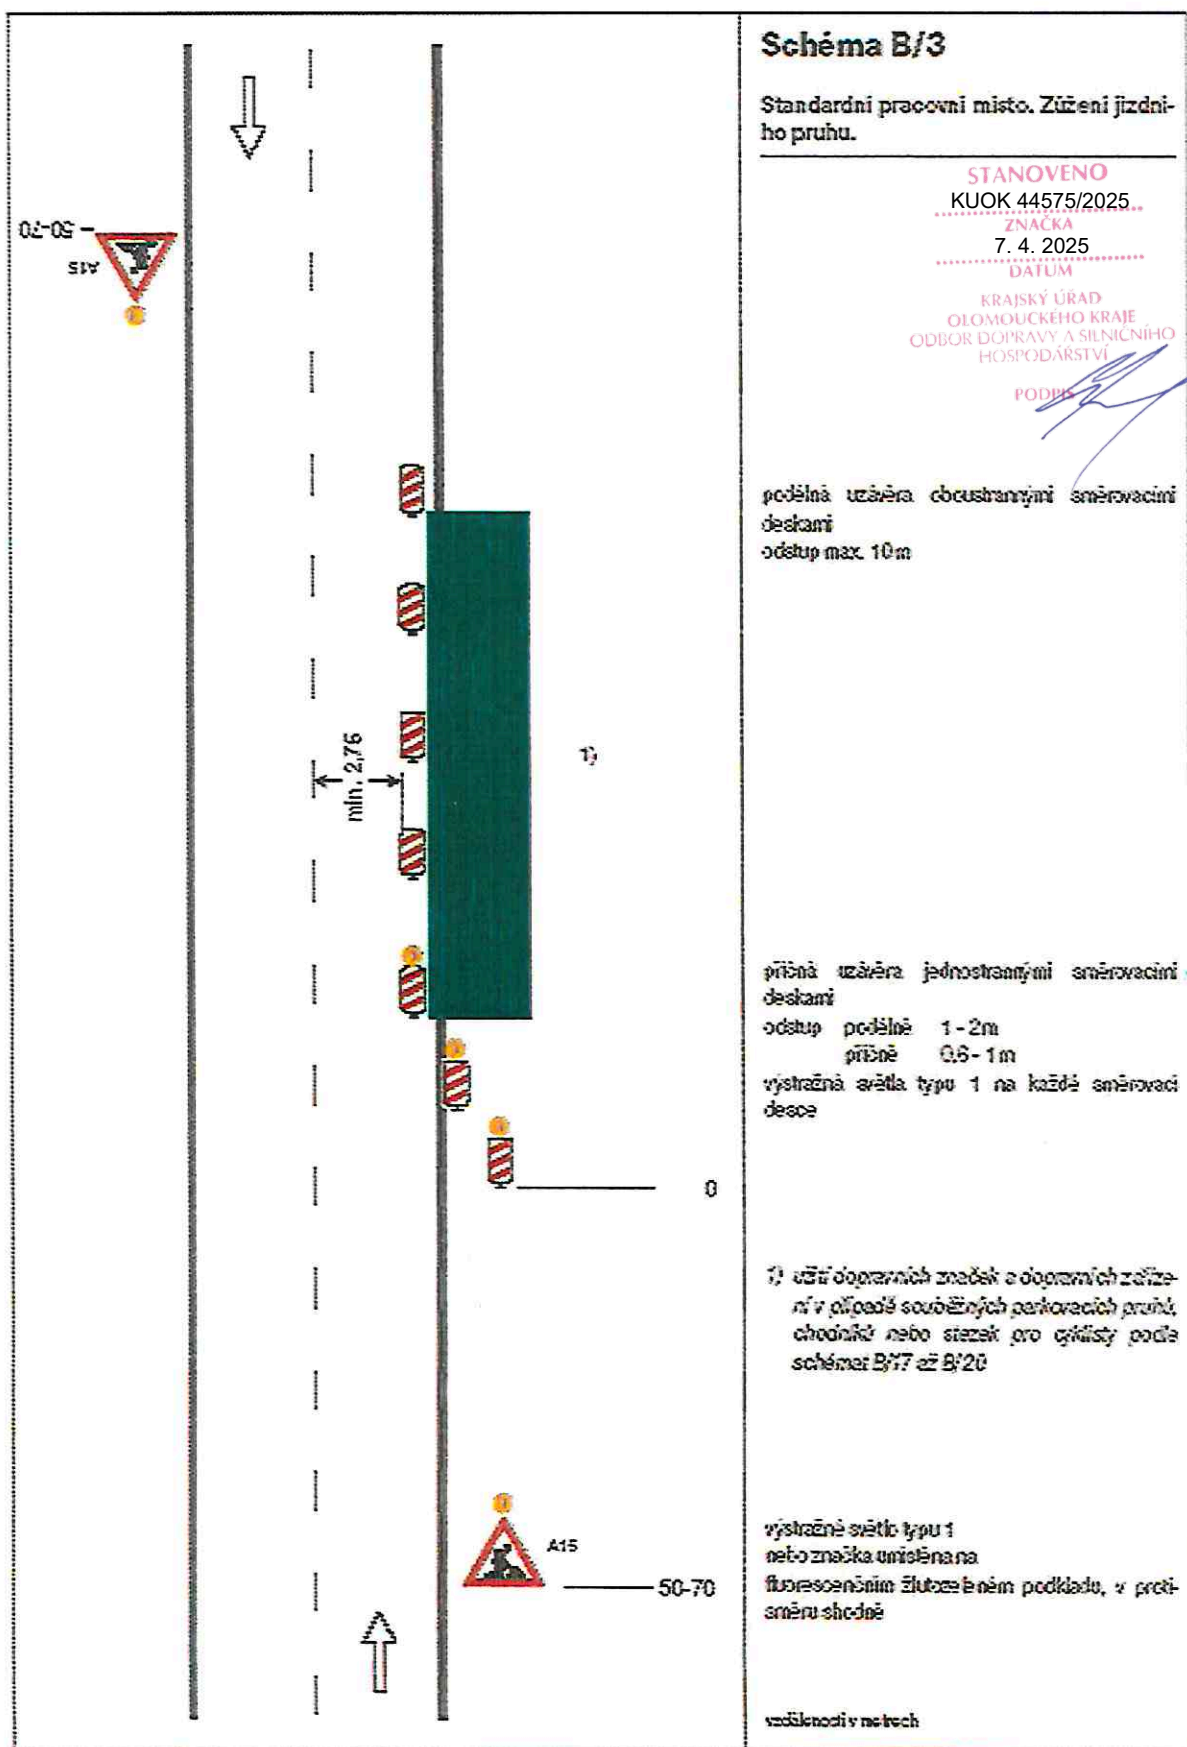 Schéma B/3
Standardní pracovní místo. Zúžení jízdní-
ho pruhu.
STANOVENO
KUOK 44575/2025
ZNAČKA
7. 4. 2025
DATUM
KRAJSKÝ ÚŘAD
OLOMOUCKÉHO KRAJE
ODBOR DOPRAVY A SILNIČNÍHO
HOSPODÁŘSTVÍ
PODPIS
50-70
A15
podélná uzávěra oboustrannými směrovacími
deskami
odstup max. 10m
min. 2,75
1)
příčná uzávěra jednostrannými směrovacími
deskami
odstup podélně 1-2m
příčně 0,6-1m
výstražná světla typu 1 na každé směrovací
desce
0
1) užití dopravních značek a dopravních zaříze-
ní v případě souběžných parkovacích pruhů,
chodníků nebo stezek pro cyklisty podle
schémat B/17 až B/20
A15
50-70
výstražné světlo typu 1
nebo značka umístěna na
fluorescenčním žlutozeleném podkladu, v proti-
směru shodně
vzdálenosti v metrech